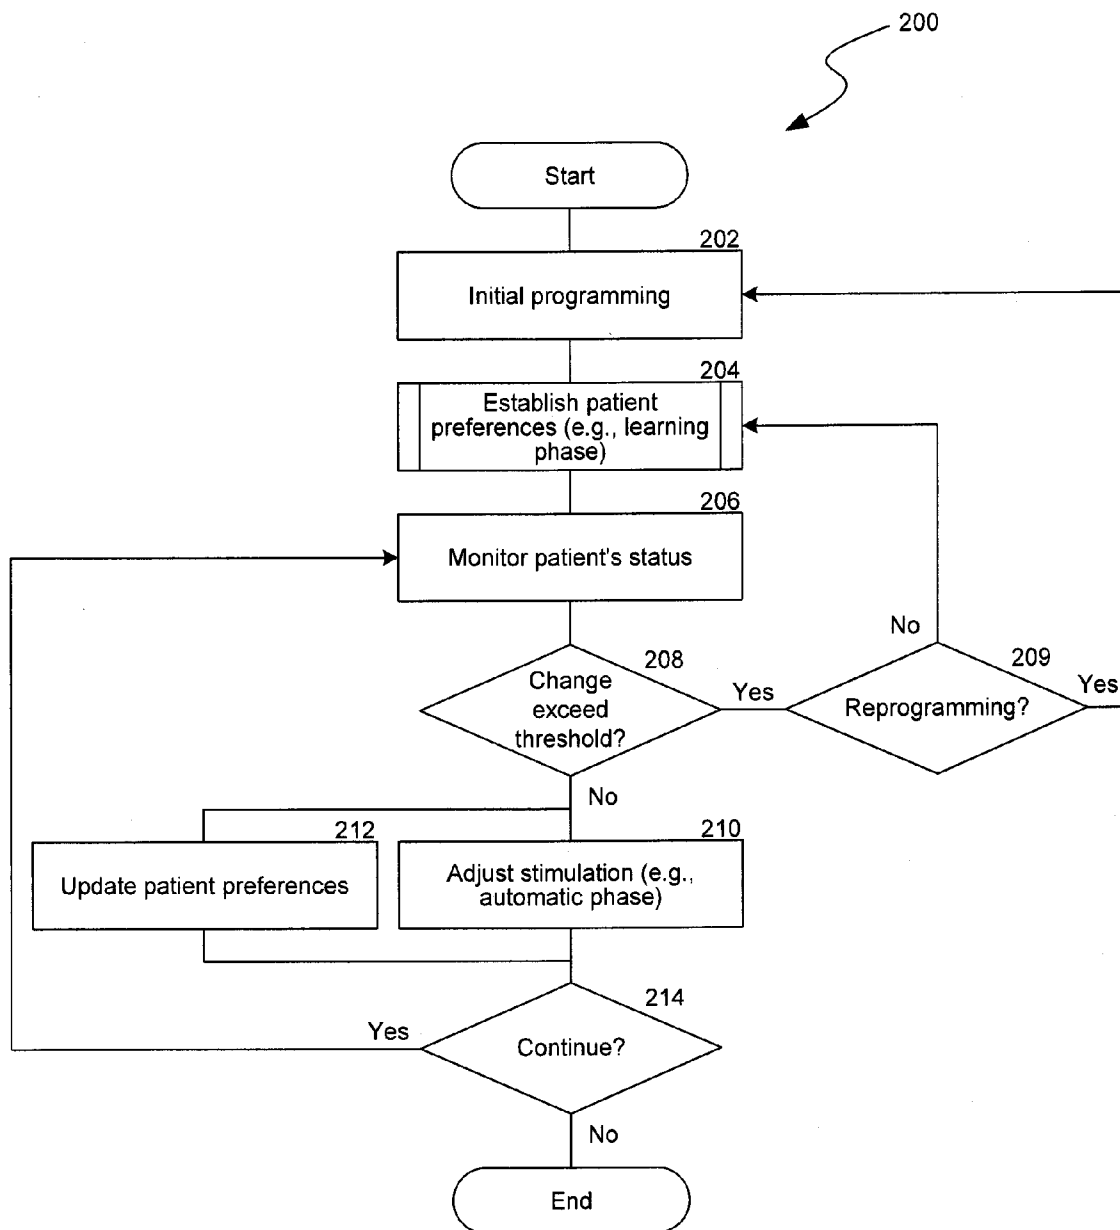 200
Start
202
Initial programming
204
Establish patient
preferences (e.g., learning
phase)
206
Monitor patient's status
No
208
209
Change
exceed
threshold?
Yes
Reprogramming?
Yes
No
212
210
Update patient preferences
Adjust stimulation (e.g.,
automatic phase)
214
Yes
Continue?
No
End